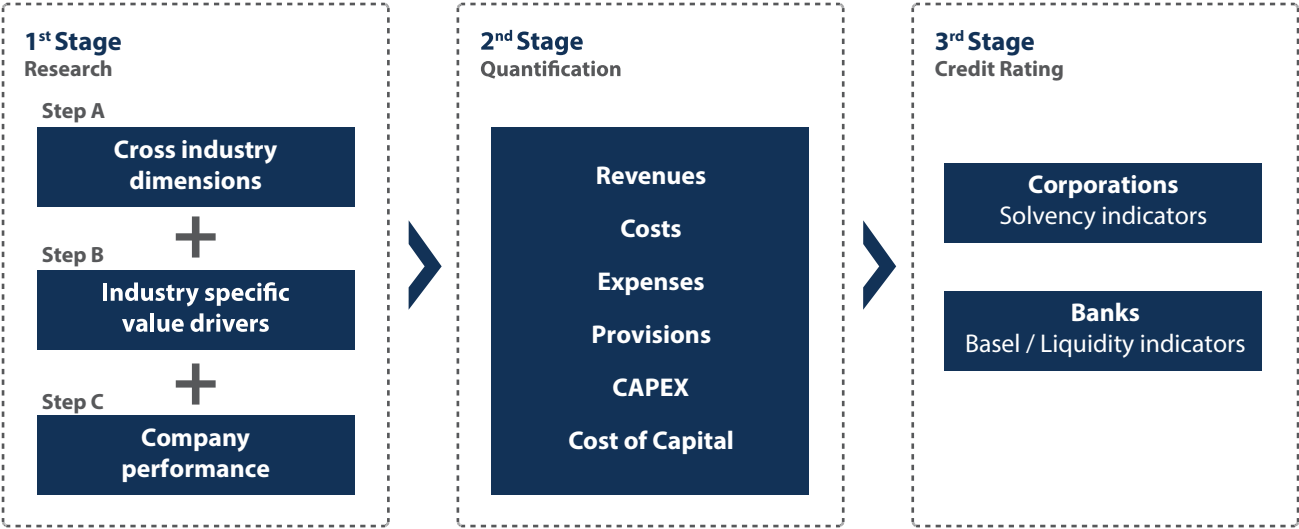 1st Stage
Research
Step A
Cross industry
dimensions
Step B
Industry specific
value drivers
Step C
Company
performance
2nd Stage
Quantification
Revenues
Costs
Expenses
Provisions
CAPEX
Cost of Capital
3rd Stage
Credit Rating
Corporations
Solvency indicators
Banks
Basel / Liquidity indicators